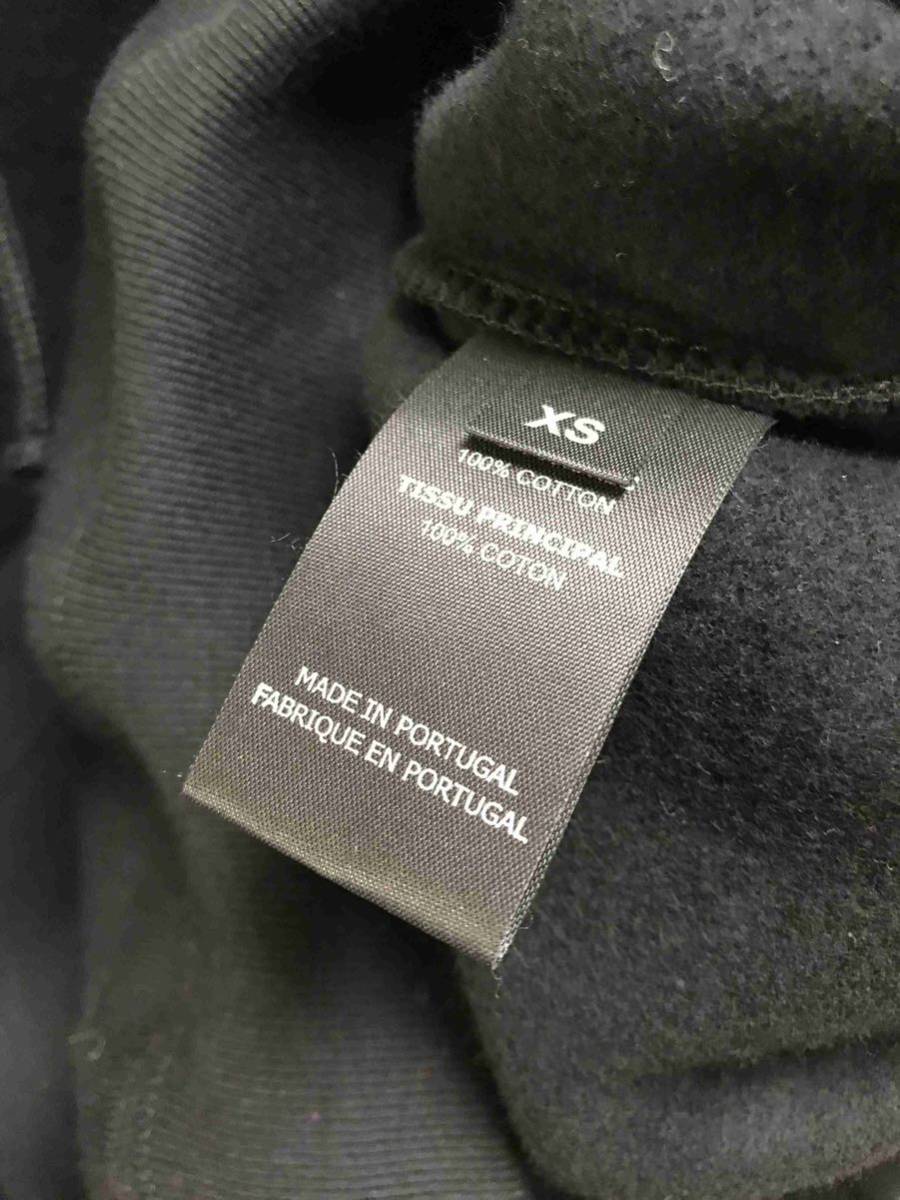 XS
100% COTTON
TISSU PRINCIPAL
100% COTON
MADE IN PORTUGAL
FABRIQUE EN PORTUGAL